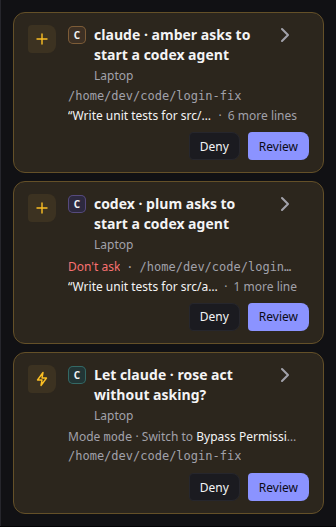 C claude · amber asks to
start a codex agent
Laptop
/home/dev/code/login-fix
“Write unit tests for src/... · 6 more lines
Deny Review
C codex · plum asks to
start a codex agent
Laptop
Don't ask · /home/dev/code/login…
“Write unit tests for src/a... · 1 more line
Deny Review
C Let claude · rose act
without asking?
Laptop
Mode mode · Switch to Bypass Permissi...
/home/dev/code/login-fix
Deny Review